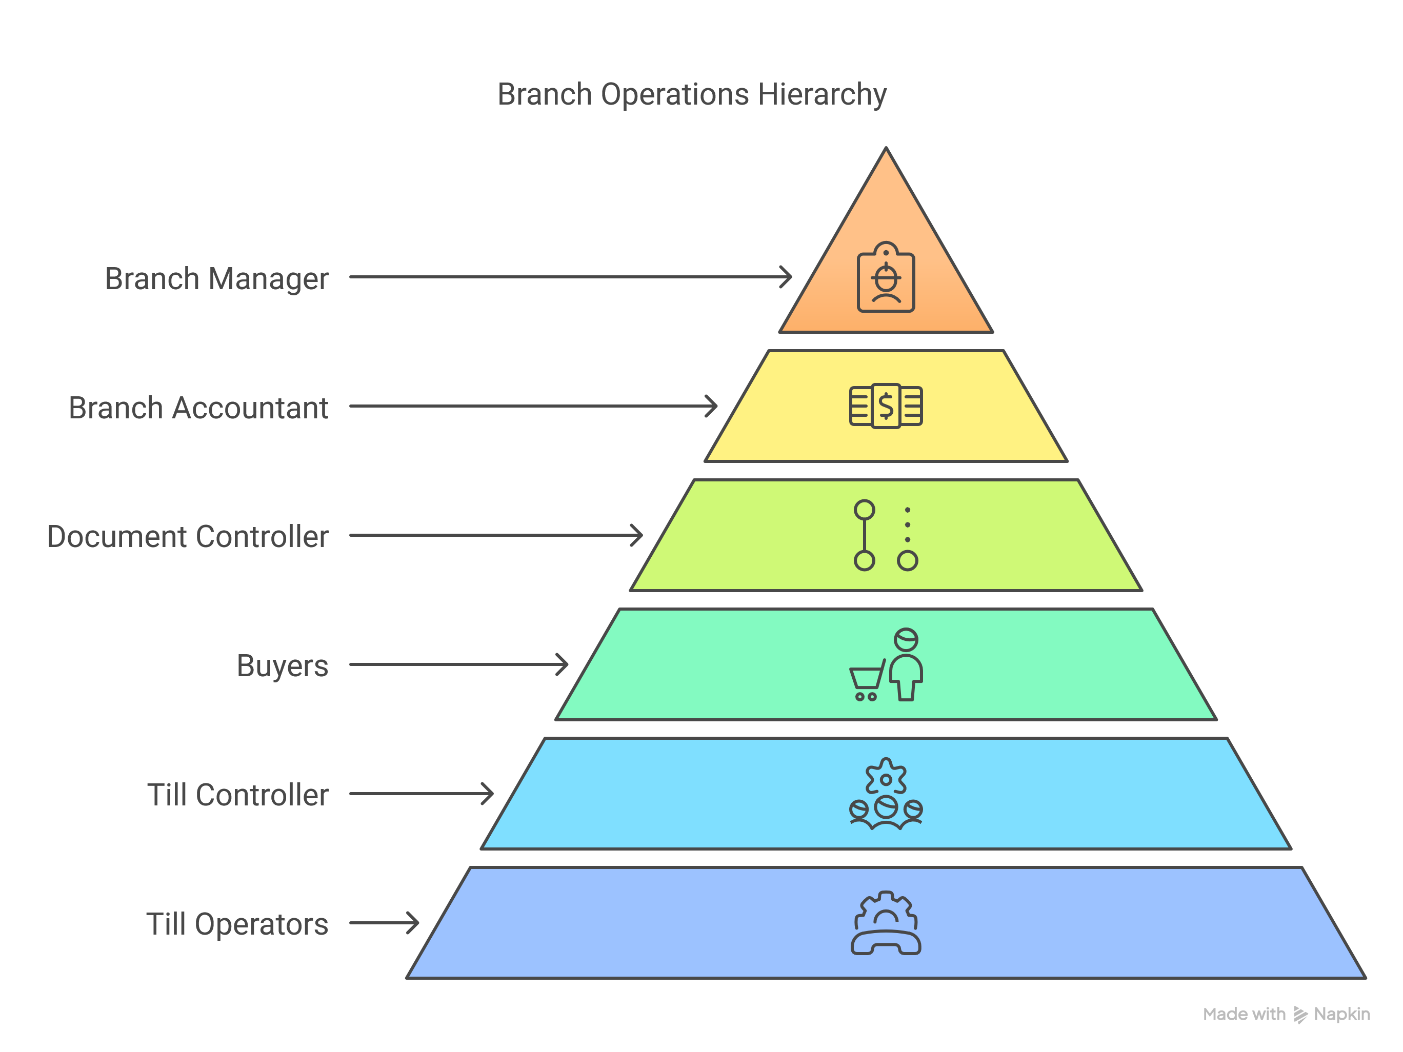 Branch Operations Hierarchy
Branch Manager
Branch Accountant
$
Document Controller
Buyers
Till Controller
Till Operators
Made with Napkin